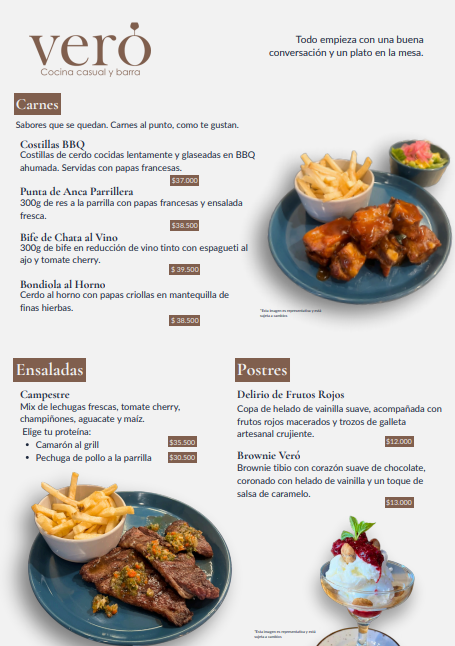 veró
Cocina casual y barra
Todo empieza con una buena
conversación y un plato en la mesa.
Carnes
Sabores que se quedan. Carnes al punto, como te gustan.
Costillas BBQ
Costillas de cerdo cocidas lentamente y glaseadas en BBQ
ahumada. Servidas con papas francesas.
$37.000
Punta de Anca Parrillera
300g de res a la parrilla con papas francesas y ensalada
fresca.
$38.500
Bife de Chata al Vino
300g de bife en reducción de vino tinto con espagueti al
ajo y tomate cherry.
$ 39.500
Bondiola al Horno
Cerdo al horno con papas criollas en mantequilla de
finas hierbas.
$ 38.500
*Esta imagen es representativa y está
sujeta a cambios.
Ensaladas
Campestre
Mix de lechugas frescas, tomate cherry,
champiñones, aguacate y maíz.
Elige tu proteína:
• Camarón al grill
$35.500
• Pechuga de pollo a la parrilla
$30.500
Postres
Delirio de Frutos Rojos
Copa de helado de vainilla suave, acompañada con
frutos rojos macerados y trozos de galleta
artesanal crujiente.
$12.000
Brownie Veró
Brownie tibio con corazón suave de chocolate,
coronado con helado de vainilla y un toque de
salsa de caramelo.
$13.000
*Esta imagen es representativa y está
sujeta a cambios.